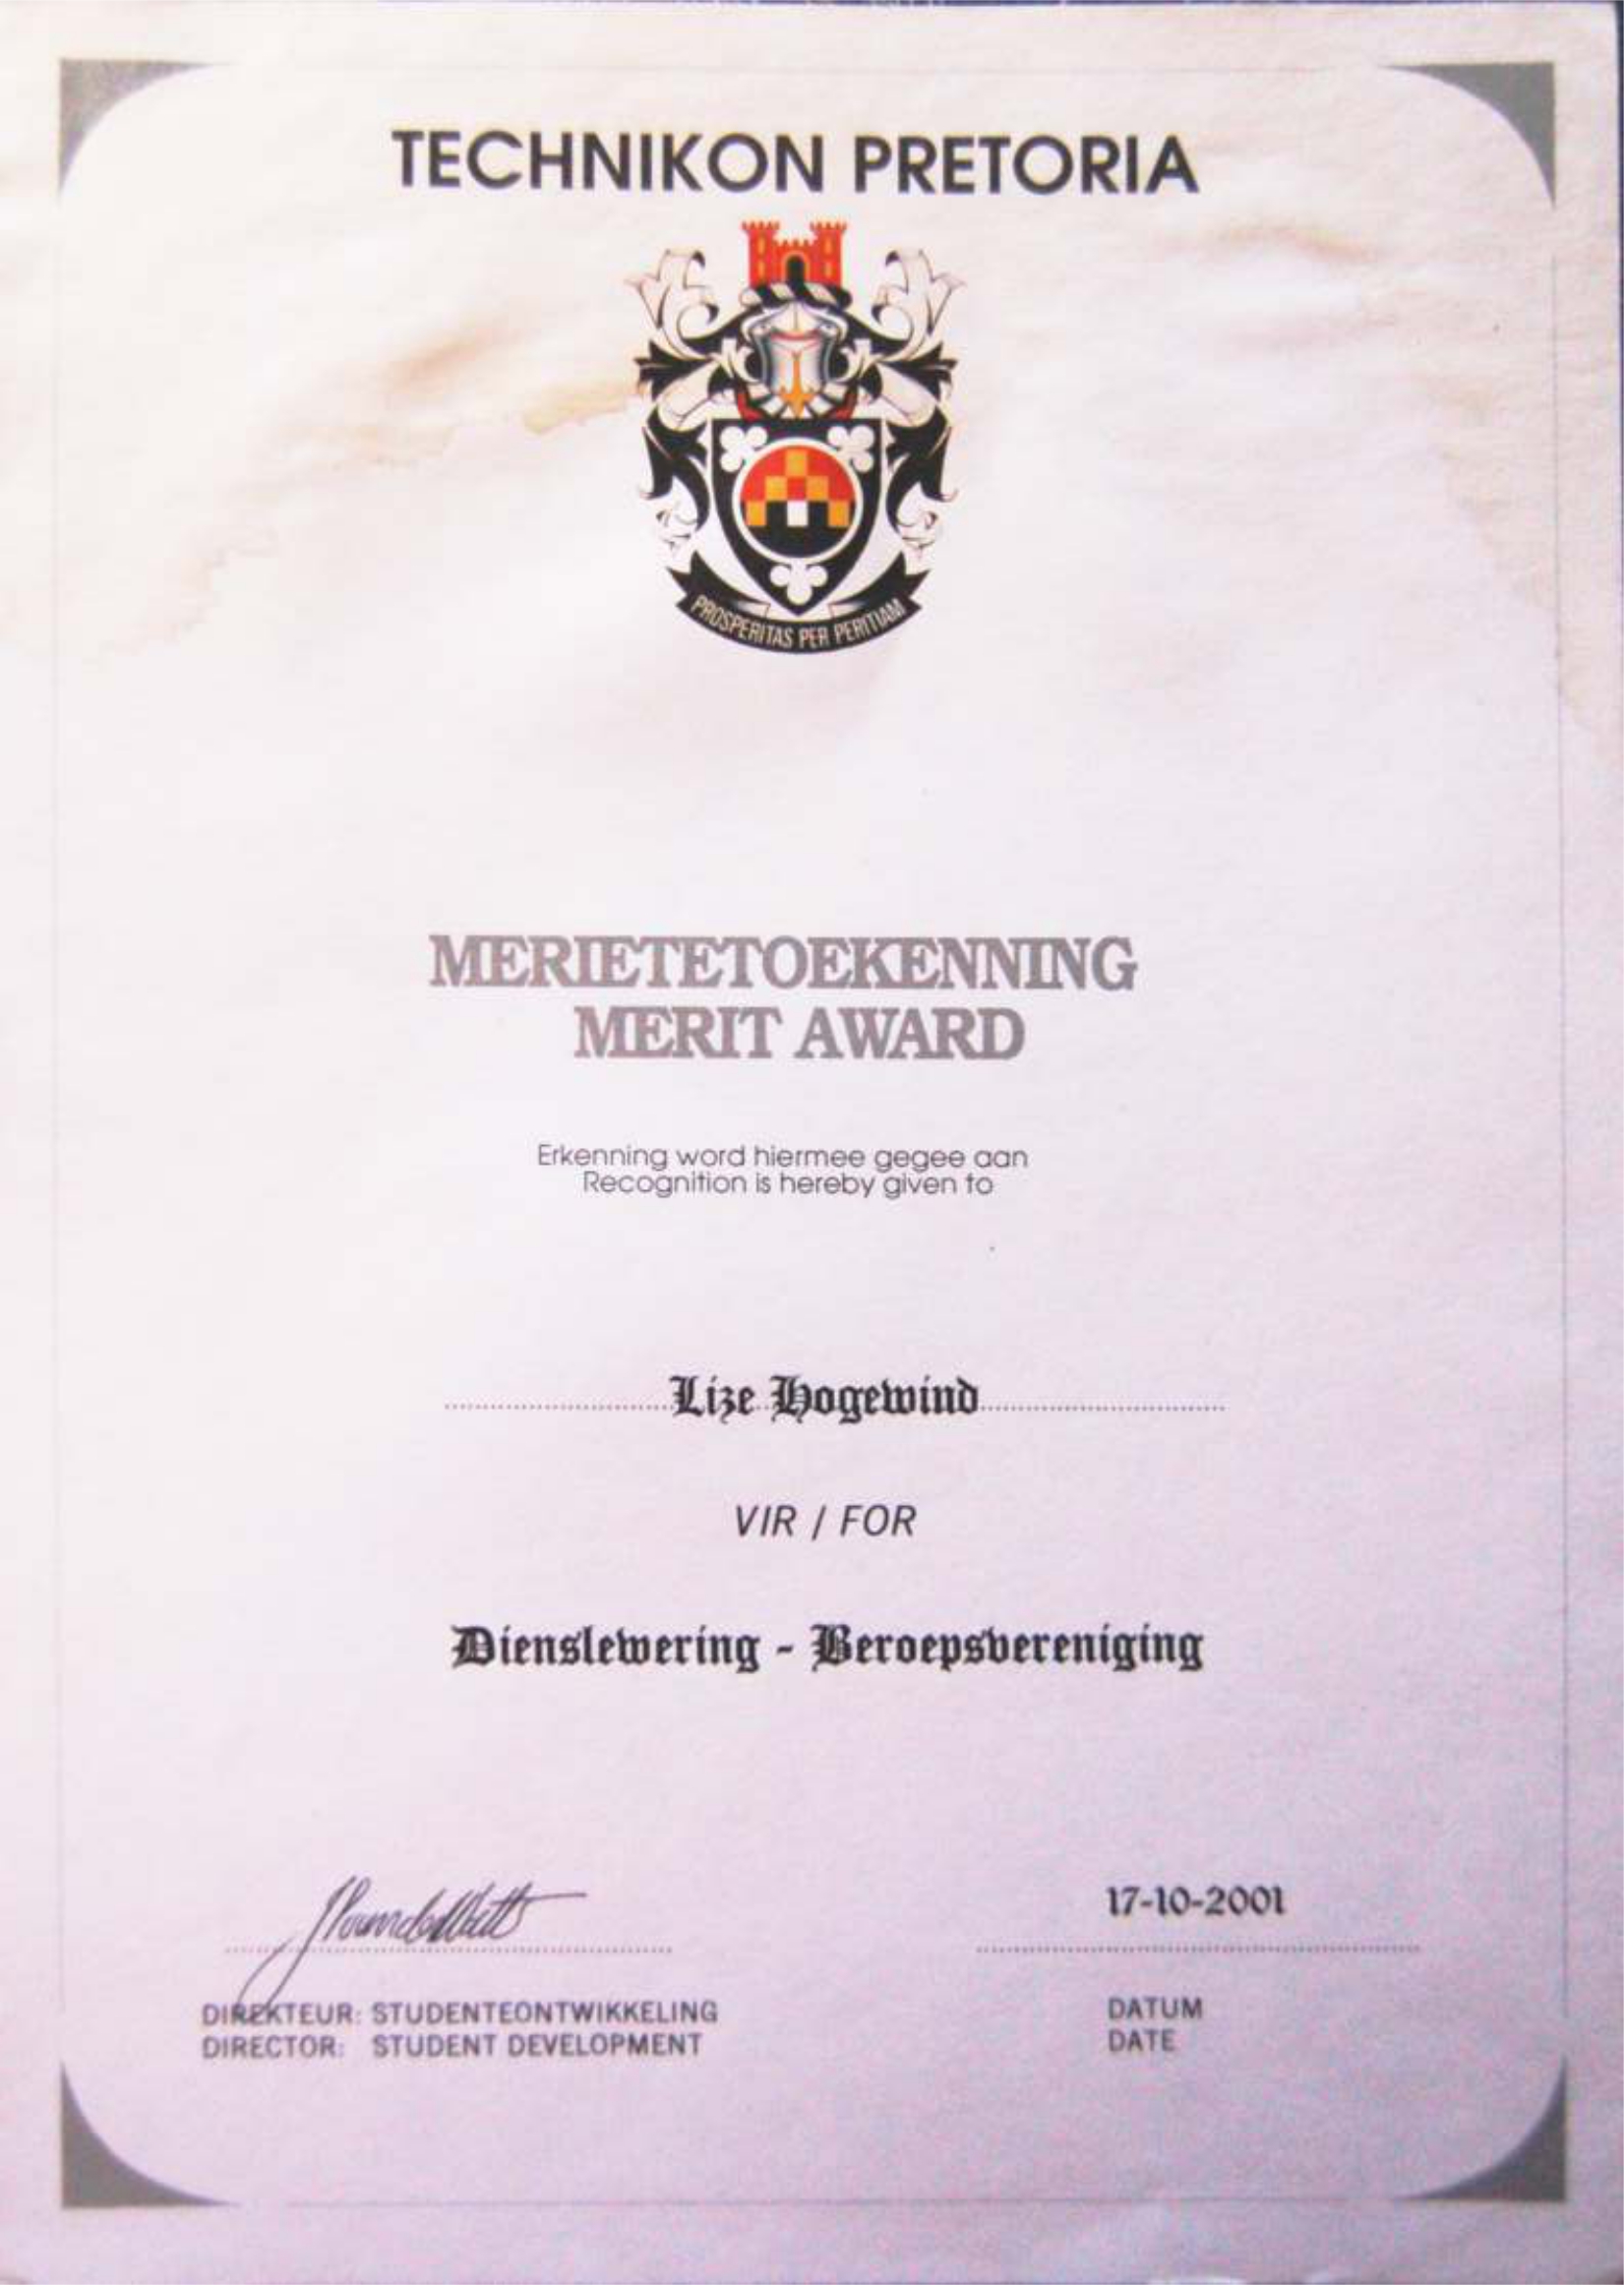 TECHNIKON PRETORIA
PROSPERITAS PER PERITIAM
MERIETETOEKENNING
MERIT AWARD
Erkenning word hiermee gegee aan
Recognition is hereby given to
Lize Hogewind
VIR / FOR
Dienslewering - Beroepsvereniging
17-10-2001
DIREKTEUR: STUDENTEONTWIKKELING
DIRECTOR: STUDENT DEVELOPMENT
DATUM
DATE